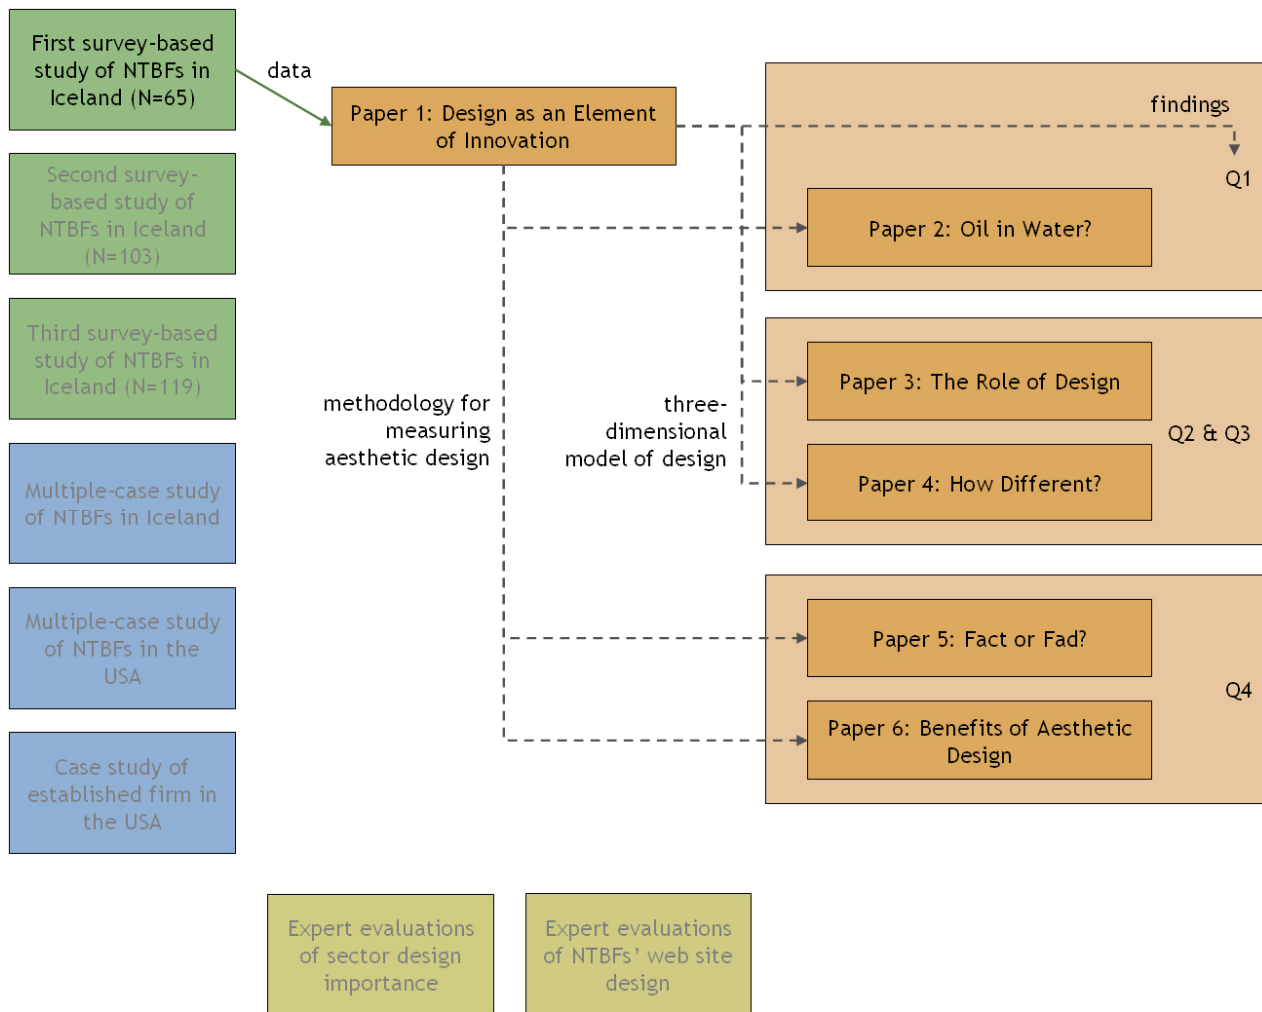 First survey-based
study of NTBFs in
Iceland (N=65)
data
Paper 1: Design as an Element
of Innovation
findings
Q1
Second survey-
based study of
NTBFs in Iceland
(N=103)
Paper 2: Oil in Water?
Third survey-based
study of NTBFs in
Iceland (N=119)
methodology for
measuring
aesthetic design
three-
dimensional
model of design
Paper 3: The Role of Design
Q2 & Q3
Paper 4: How Different?
Multiple-case study
of NTBFs in Iceland
Multiple-case study
of NTBFs in the
USA
Paper 5: Fact or Fad?
Q4
Paper 6: Benefits of Aesthetic
Design
Case study of
established firm in
the USA
Expert evaluations
of sector design
importance
Expert evaluations
of NTBFs’ web site
design